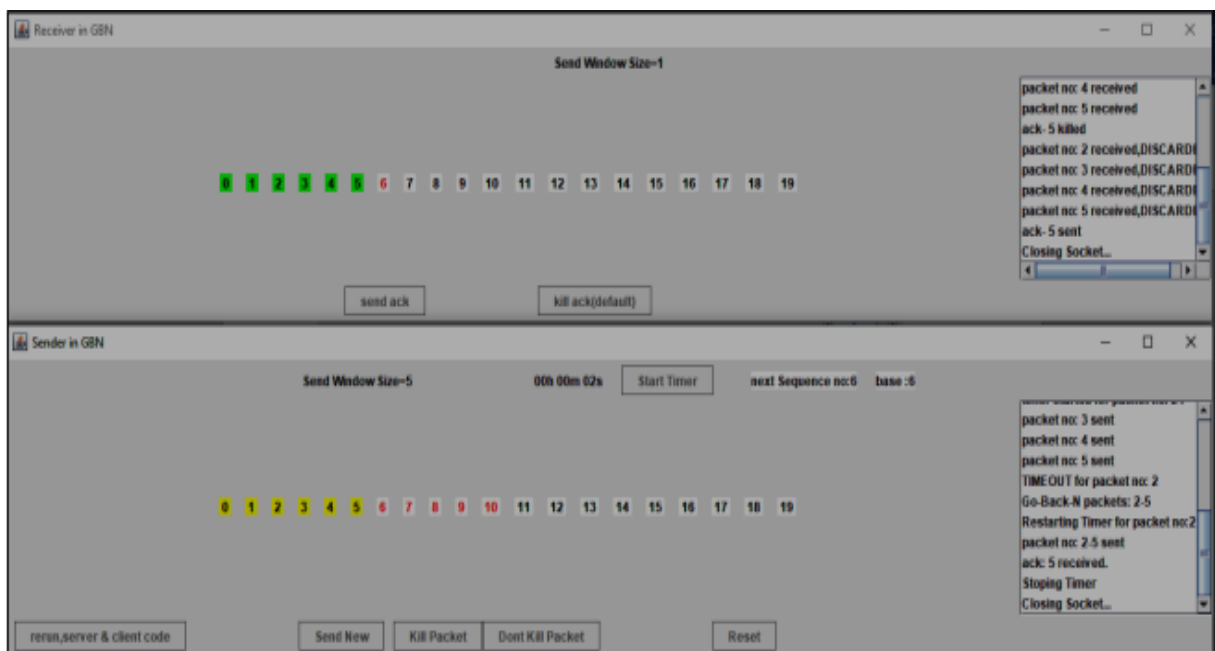 Receiver in GBN
Send Window Size=1
packet no: 4 received
packet no: 5 received
ack- 5 killed
packet no: 2 received,DISCARDE
packet no: 3 received,DISCARDE
packet no: 4 received,DISCARDE
packet no: 5 received,DISCARDE
ack- 5 sent
Closing Socket...
0 1 2 3 4 5 6 7 8 9 10 11 12 13 14 15 16 17 18 19
send ack kill ack(default)
Sender in GBN
Send Window Size=5 00h 00m 02s Start Timer next Sequence no:6 base :6
packet no: 3 sent
packet no: 4 sent
packet no: 5 sent
TIMEOUT for packet no: 2
Go-Back-N packets: 2-5
Restarting Timer for packet no:2
packet no: 2-5 sent
ack: 5 received.
Stoping Timer
Closing Socket...
0 1 2 3 4 5 6 7 8 9 10 11 12 13 14 15 16 17 18 19
rerun,server & client code Send New Kill Packet Dont Kill Packet Reset